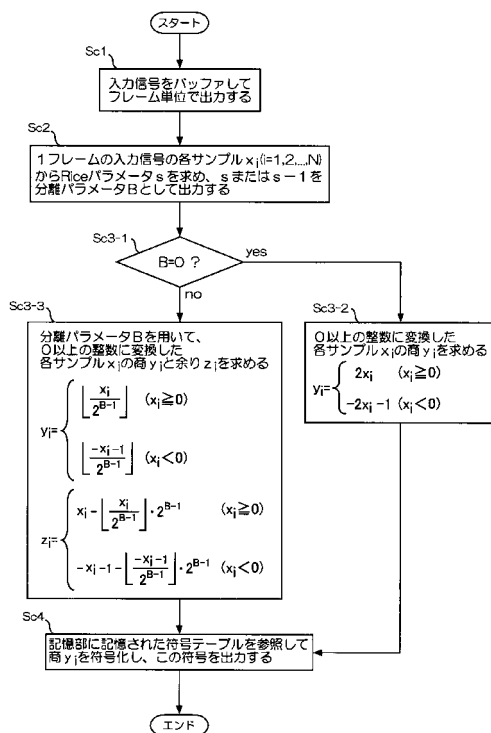 スタート
Sc1
入力信号をバッファして
フレーム単位で出力する
Sc2
1フレームの入力信号の各サンプルxi(i=1,2,...,N)
からRiceパラメータsを求め、sまたはs-1を
分離パラメータBとして出力する
Sc3-1
B=0 ?
yes
no
Sc3-3
分離パラメータBを用いて、
0以上の整数に変換した
各サンプルxiの商yiと余りziを求める
yi= { ⌊xi/2^(B-1)⌋ (xi≧0)
⌊(-xi-1)/2^(B-1)⌋ (xi<0)
zi= { xi-⌊xi/2^(B-1)⌋・2^(B-1) (xi≧0)
-xi-1-⌊(-xi-1)/2^(B-1)⌋・2^(B-1) (xi<0)
Sc3-2
0以上の整数に変換した
各サンプルxiの商yiを求める
yi= { 2xi (xi≧0)
-2xi-1 (xi<0)
Sc4
記憶部に記憶された符号テーブルを参照して
商yiを符号化し、この符号を出力する
エンド